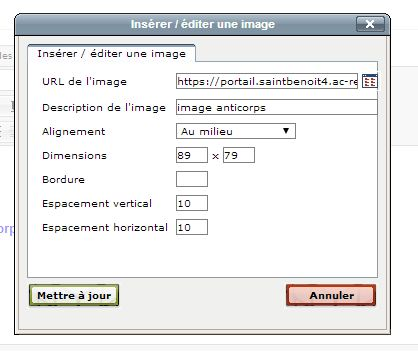 Insérer / éditer une image
Insérer / éditer une image
URL de l'image https://portail.saintbenoit4.ac-re
Description de l'image image anticorps
Alignement Au milieu
Dimensions 89 x 79
Bordure
Espacement vertical 10
Espacement horizontal 10
Mettre à jour Annuler